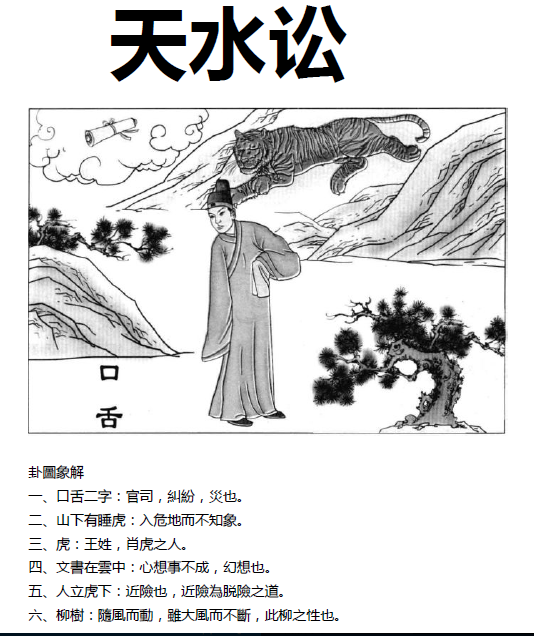 天水讼
口
舌
卦圖象解
一、口舌二字：官司，糾紛，災也。
二、山下有睡虎：入危地而不知象。
三、虎：王姓，肖虎之人。
四、文書在雲中：心想事不成，幻想也。
五、人立虎下：近險也，近險為脫險之道。
六、柳樹：隨風而動，雖大風而不斷，此柳之性也。